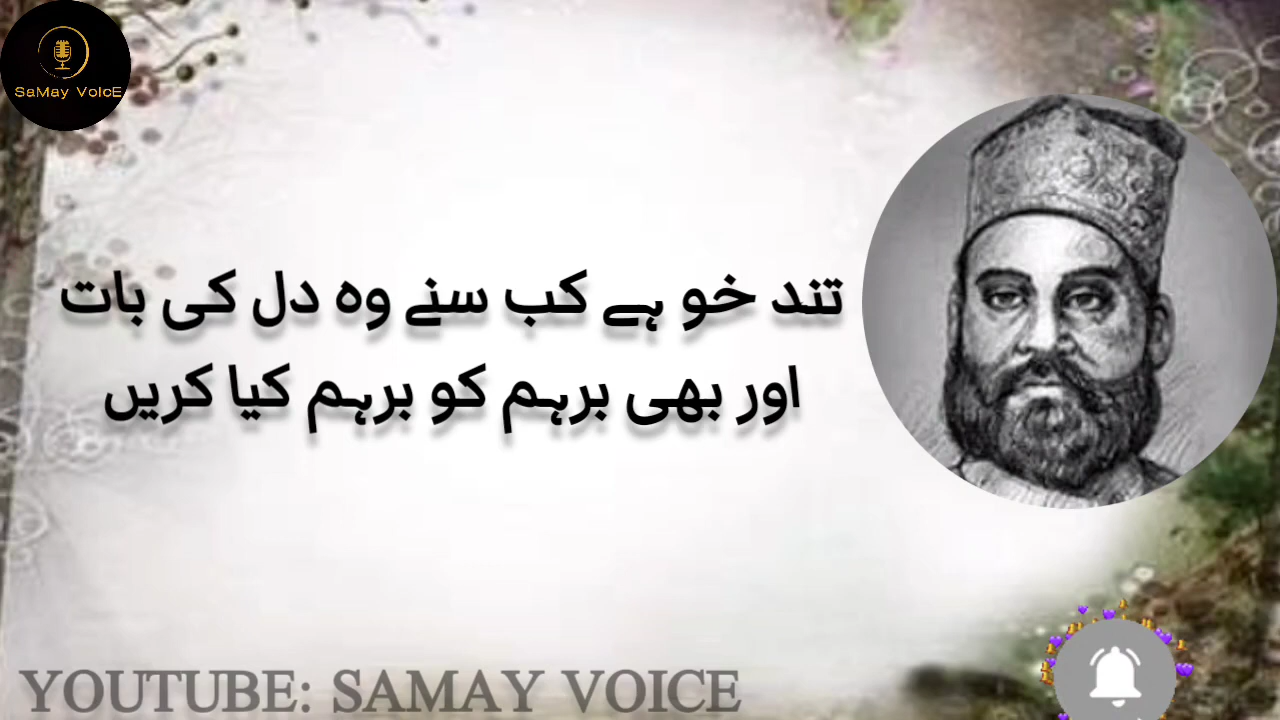 SaMay VoicE
تند خو ہے کب سنے وہ دل کی بات
اور بھی برہم کو برہم کیا کریں
YOUTUBE: SAMAY VOICE